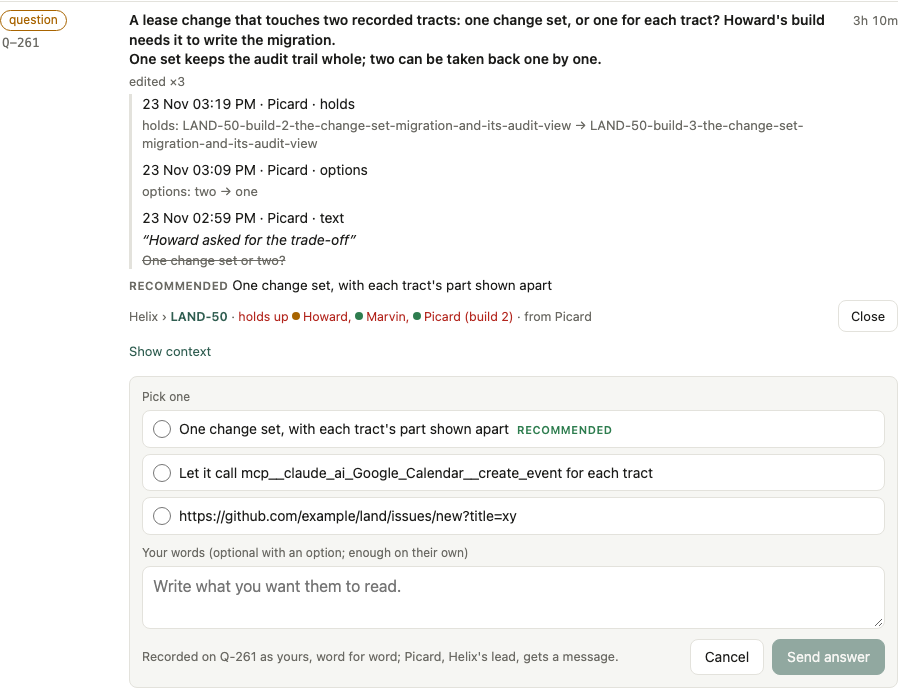 question
Q–261
A lease change that touches two recorded tracts: one change set, or one for each tract? Howard's build
needs it to write the migration.
One set keeps the audit trail whole; two can be taken back one by one.
3h 10m
edited ×3
23 Nov 03:19 PM · Picard · holds
holds: LAND-50-build-2-the-change-set-migration-and-its-audit-view → LAND-50-build-3-the-change-set-
migration-and-its-audit-view
23 Nov 03:09 PM · Picard · options
options: two → one
23 Nov 02:59 PM · Picard · text
“Howard asked for the trade-off”
One change set or two?
RECOMMENDED One change set, with each tract's part shown apart
Helix › LAND-50 · holds up Howard, Marvin, Picard (build 2) · from Picard
Close
Show context
Pick one
One change set, with each tract's part shown apart RECOMMENDED
Let it call mcp__claude_ai_Google_Calendar__create_event for each tract
https://github.com/example/land/issues/new?title=xy
Your words (optional with an option; enough on their own)
Write what you want them to read.
Recorded on Q-261 as yours, word for word; Picard, Helix's lead, gets a message.
Cancel
Send answer